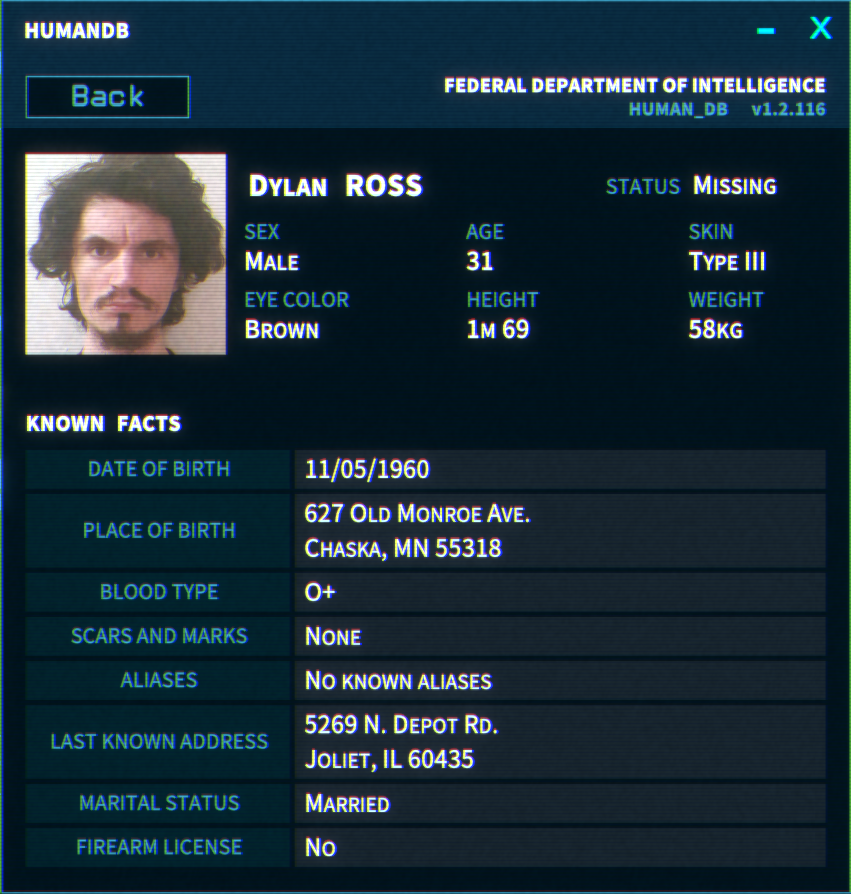 HUMANDB
– X
Back
FEDERAL DEPARTMENT OF INTELLIGENCE
HUMAN_DB v1.2.116
DYLAN ROSS
STATUS MISSING
SEX AGE SKIN
MALE 31 TYPE III
EYE COLOR HEIGHT WEIGHT
BROWN 1M 69 58KG
KNOWN FACTS
DATE OF BIRTH 11/05/1960
PLACE OF BIRTH
627 OLD MONROE AVE.
CHASKA, MN 55318
BLOOD TYPE O+
SCARS AND MARKS NONE
ALIASES NO KNOWN ALIASES
LAST KNOWN ADDRESS
5269 N. DEPOT RD.
JOLIET, IL 60435
MARITAL STATUS MARRIED
FIREARM LICENSE NO